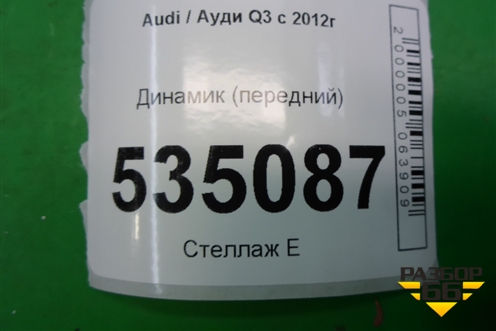 Audi / Ауди Q3 с 2012г
Динамик (передний)
535087
Стеллаж Е
2000005063909
РАЗБОР
66